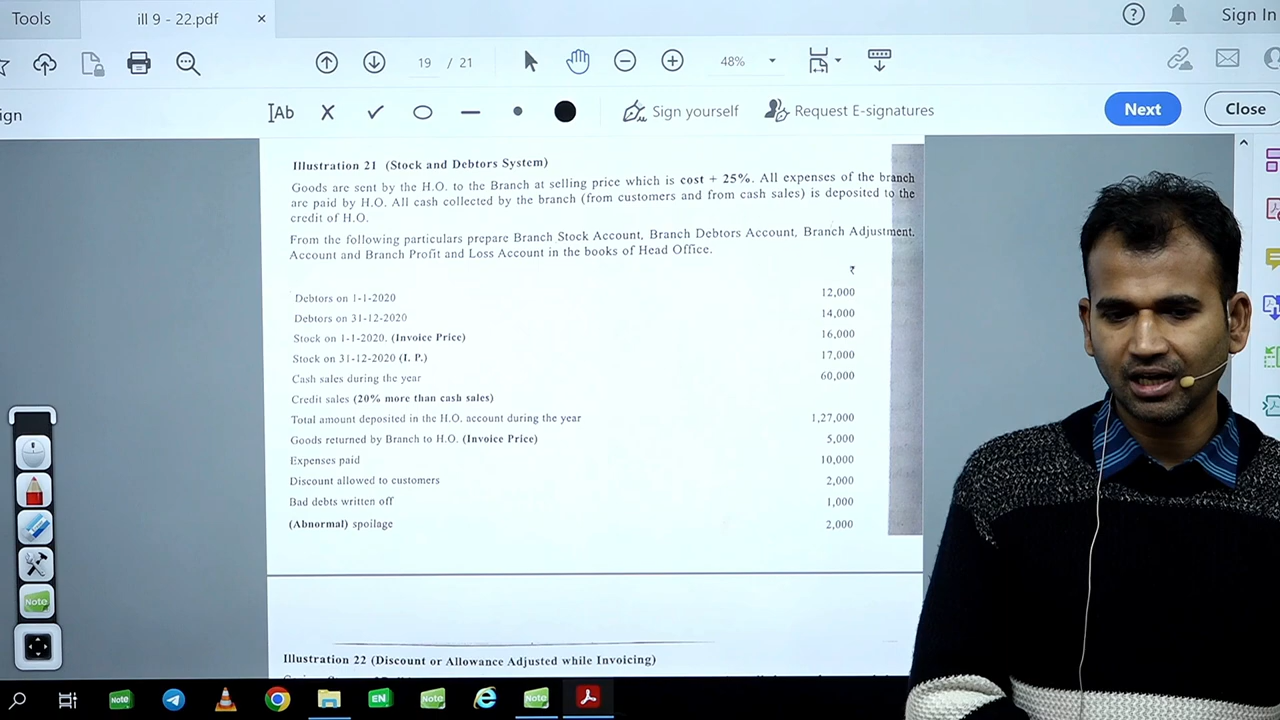 Tools
ill 9 - 22.pdf
×
Sign In
19 / 21
48%
ign
Ab
Sign yourself
Request E-signatures
Next
Close
Illustration 21 (Stock and Debtors System)
Goods are sent by the H.O. to the Branch at selling price which is cost + 25%. All expenses of the branch
are paid by H.O. All cash collected by the branch (from customers and from cash sales) is deposited to the
credit of H.O.
From the following particulars prepare Branch Stock Account, Branch Debtors Account, Branch Adjustment.
Account and Branch Profit and Loss Account in the books of Head Office.
₹
Debtors on 1-1-2020 12,000
Debtors on 31-12-2020 14,000
Stock on 1-1-2020. (Invoice Price) 16,000
Stock on 31-12-2020 (I. P.) 17,000
Cash sales during the year 60,000
Credit sales (20% more than cash sales)
Total amount deposited in the H.O. account during the year 1,27,000
Goods returned by Branch to H.O. (Invoice Price) 5,000
Expenses paid 10,000
Discount allowed to customers 2,000
Bad debts written off 1,000
(Abnormal) spoilage 2,000
Illustration 22 (Discount or Allowance Adjusted while Invoicing)
Note
Note
EN
Note
Note